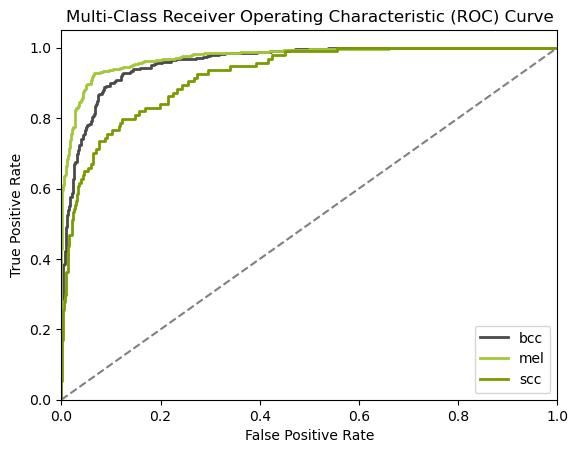 Multi-Class Receiver Operating Characteristic (ROC) Curve
1.0
0.8
0.6
0.4
0.2
0.0
True Positive Rate
bcc
mel
scc
0.0 0.2 0.4 0.6 0.8 1.0
False Positive Rate